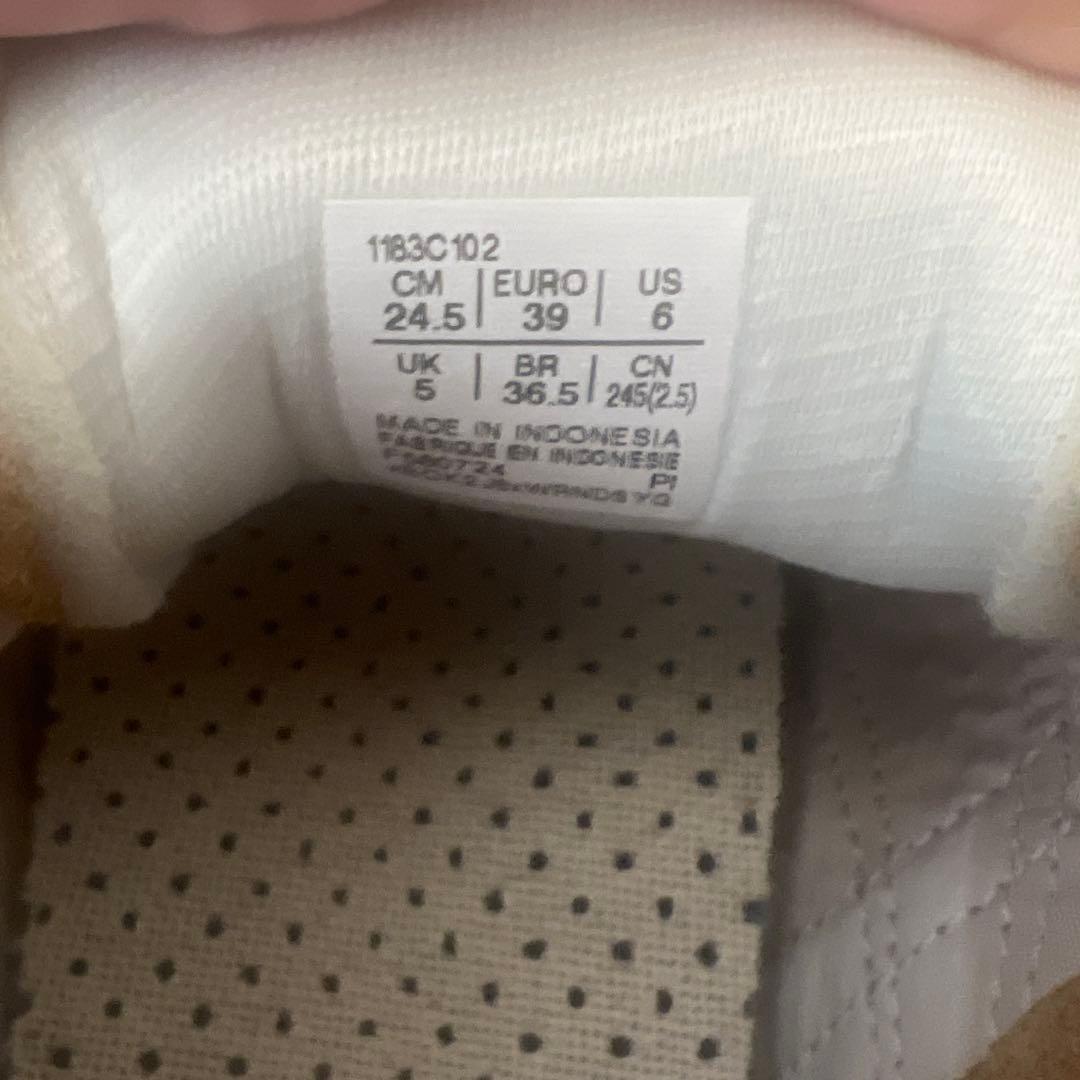 1183C102
CM | EURO | US
24.5 | 39 | 6
UK | BR | CN
5 | 36.5 | 245(2.5)
MADE IN INDONESIA
FABRIQUE EN INDONESIE
PI